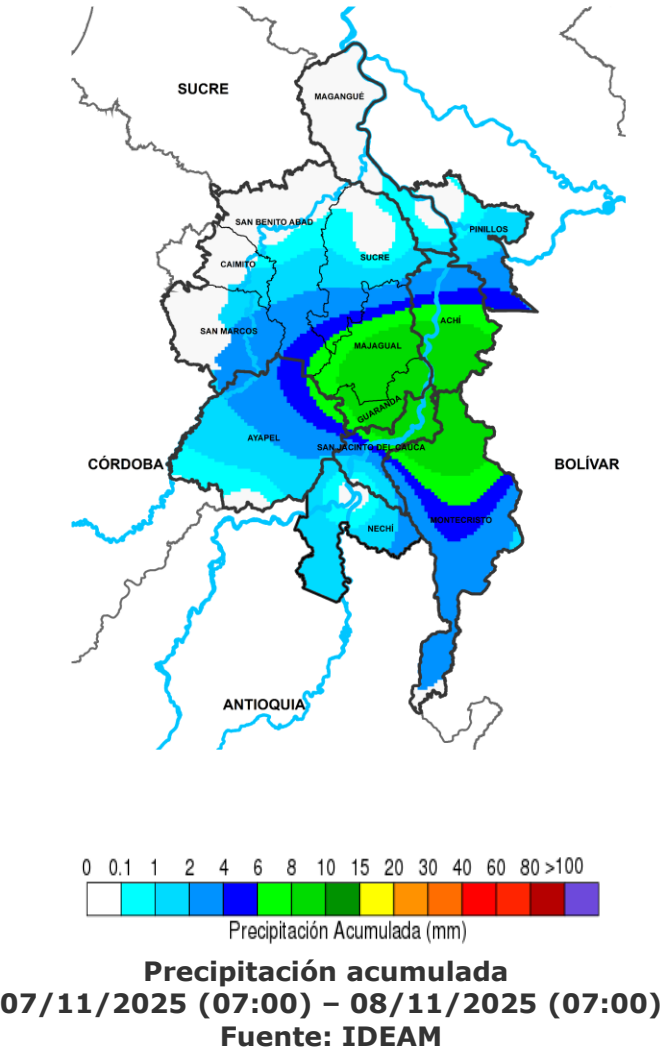 SUCRE
MAGANGUÉ
SAN BENITO ABAD
PINILLOS
SUCRE
CAIMITO
ACHÍ
SAN MARCOS
MAJAGUAL
GUARANDA
AYAPEL
SAN JACINTO DEL CAUCA
CÓRDOBA
BOLÍVAR
MONTECRISTO
NECHÍ
ANTIOQUIA
0 0.1 1 2 4 6 8 10 15 20 30 40 60 80 >100
Precipitación Acumulada (mm)
Precipitación acumulada
07/11/2025 (07:00) – 08/11/2025 (07:00)
Fuente: IDEAM